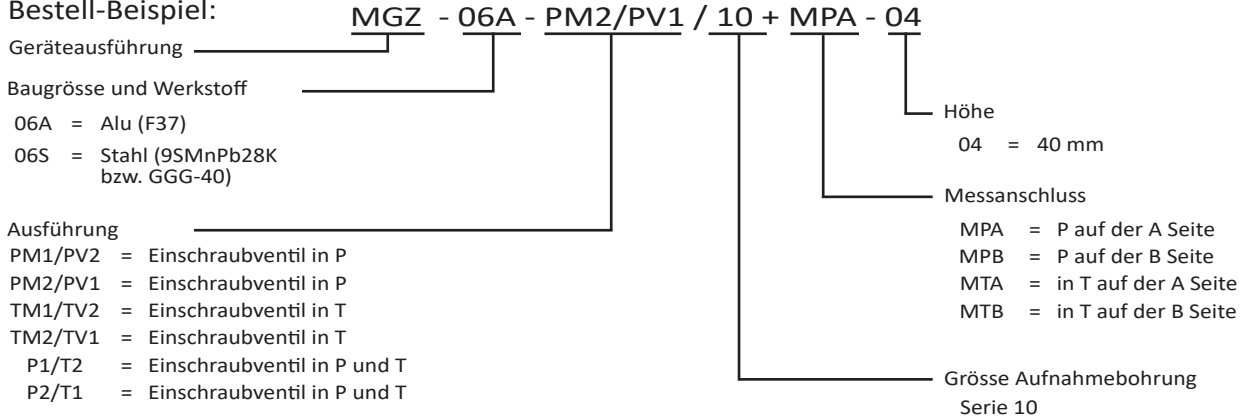 Bestell-Beispiel:
MGZ - 06A - PM2/PV1 / 10 + MPA - 04
Geräteausführung
Baugrösse und Werkstoff
06A = Alu (F37)
06S = Stahl (9SMnPb28K
bzw. GGG-40)
Ausführung
PM1/PV2 = Einschraubventil in P
PM2/PV1 = Einschraubventil in P
TM1/TV2 = Einschraubventil in T
TM2/TV1 = Einschraubventil in T
P1/T2 = Einschraubventil in P und T
P2/T1 = Einschraubventil in P und T
Höhe
04 = 40 mm
Messanschluss
MPA = P auf der A Seite
MPB = P auf der B Seite
MTA = in T auf der A Seite
MTB = in T auf der B Seite
Grösse Aufnahmebohrung
Serie 10